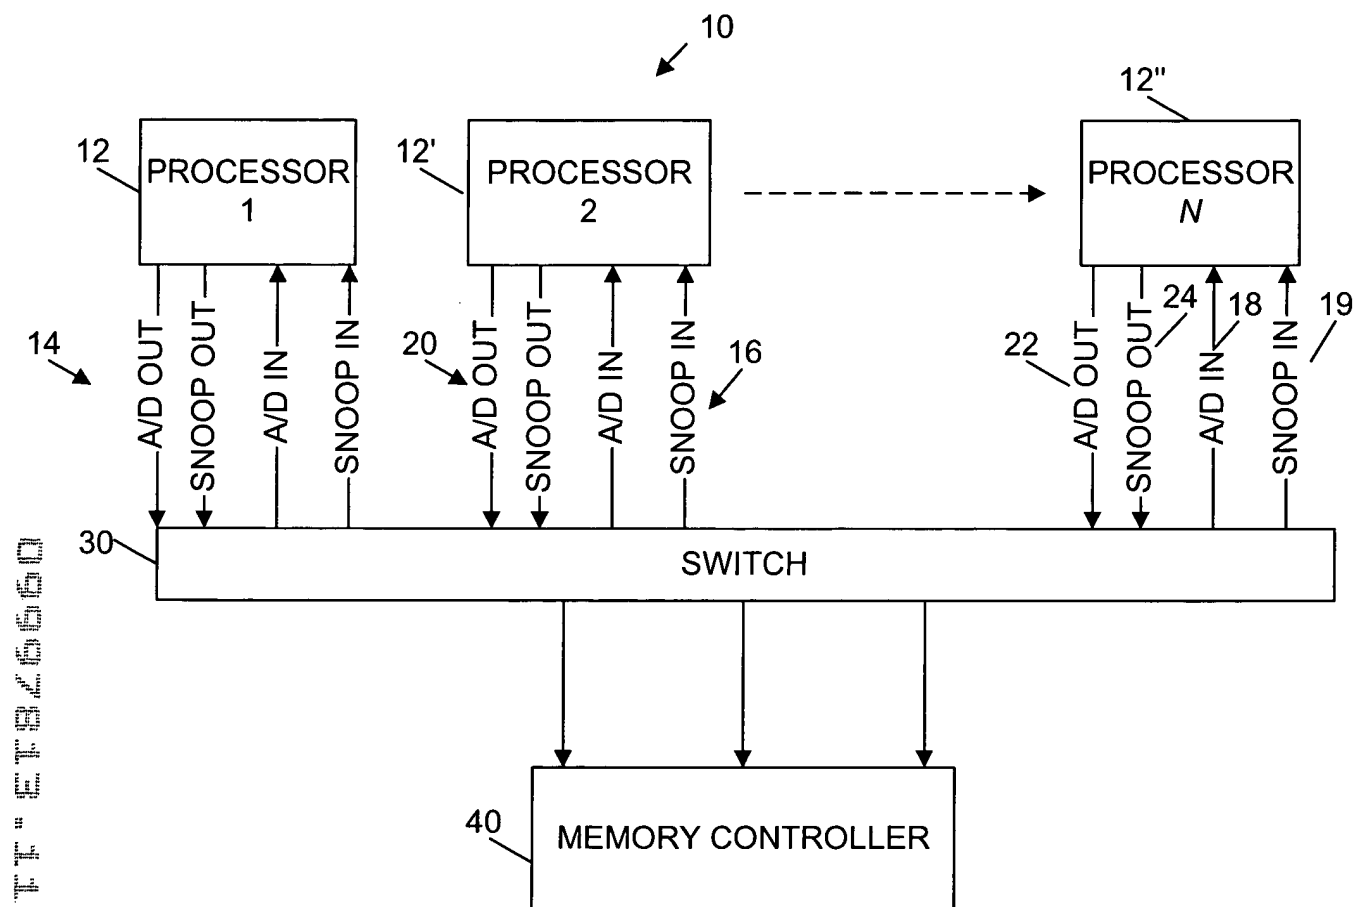 10
12
PROCESSOR
1
12'
PROCESSOR
2
12"
PROCESSOR
N
14
A/D OUT
SNOOP OUT
A/D IN
SNOOP IN
20
A/D OUT
SNOOP OUT
A/D IN
SNOOP IN
16
22
A/D OUT
SNOOP OUT
24
A/D IN
18
SNOOP IN
19
30
SWITCH
40
MEMORY CONTROLLER